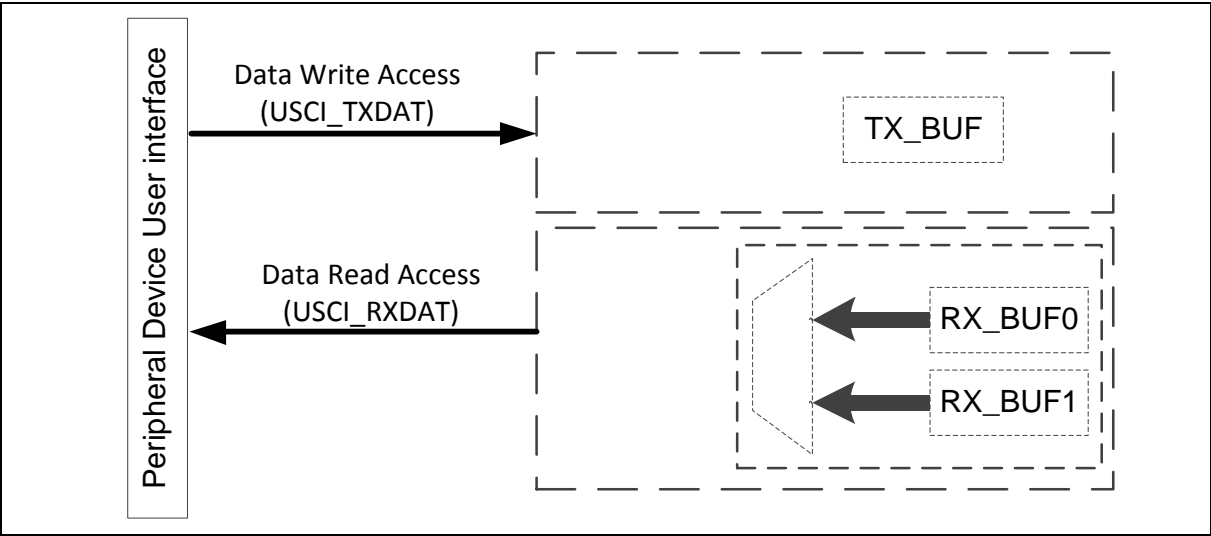 Peripheral Device User interface
Data Write Access
(USCI_TXDAT)
TX_BUF
Data Read Access
(USCI_RXDAT)
RX_BUF0
RX_BUF1